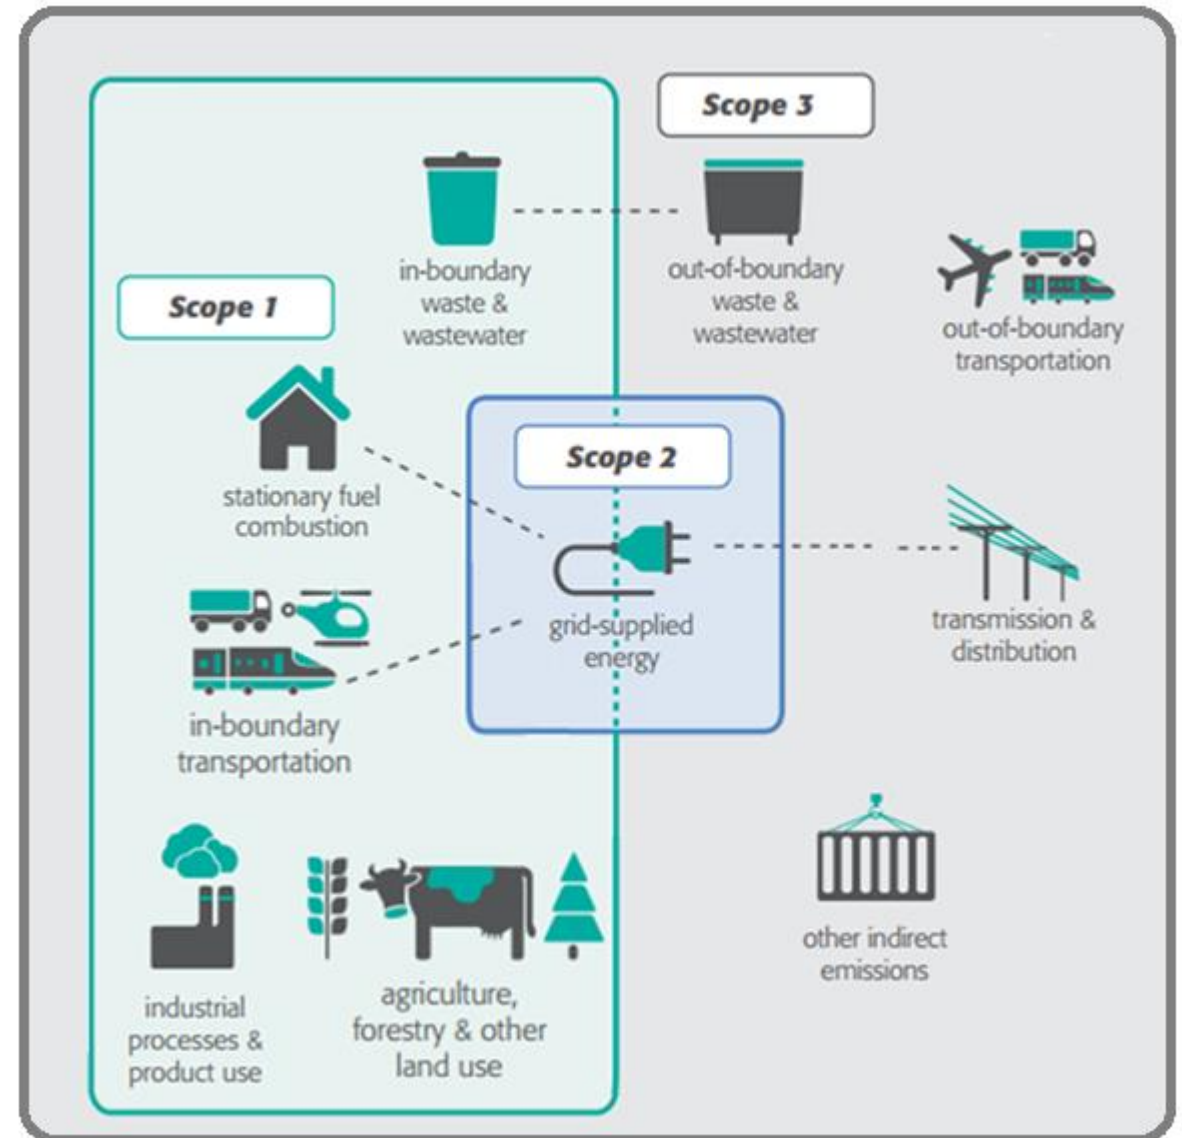 Scope 3
in-boundary
waste &
wastewater
out-of-boundary
waste &
wastewater
out-of-boundary
transportation
Scope 1
stationary fuel
combustion
Scope 2
grid-supplied
energy
transmission &
distribution
in-boundary
transportation
industrial
processes &
product use
agriculture,
forestry & other
land use
other indirect
emissions